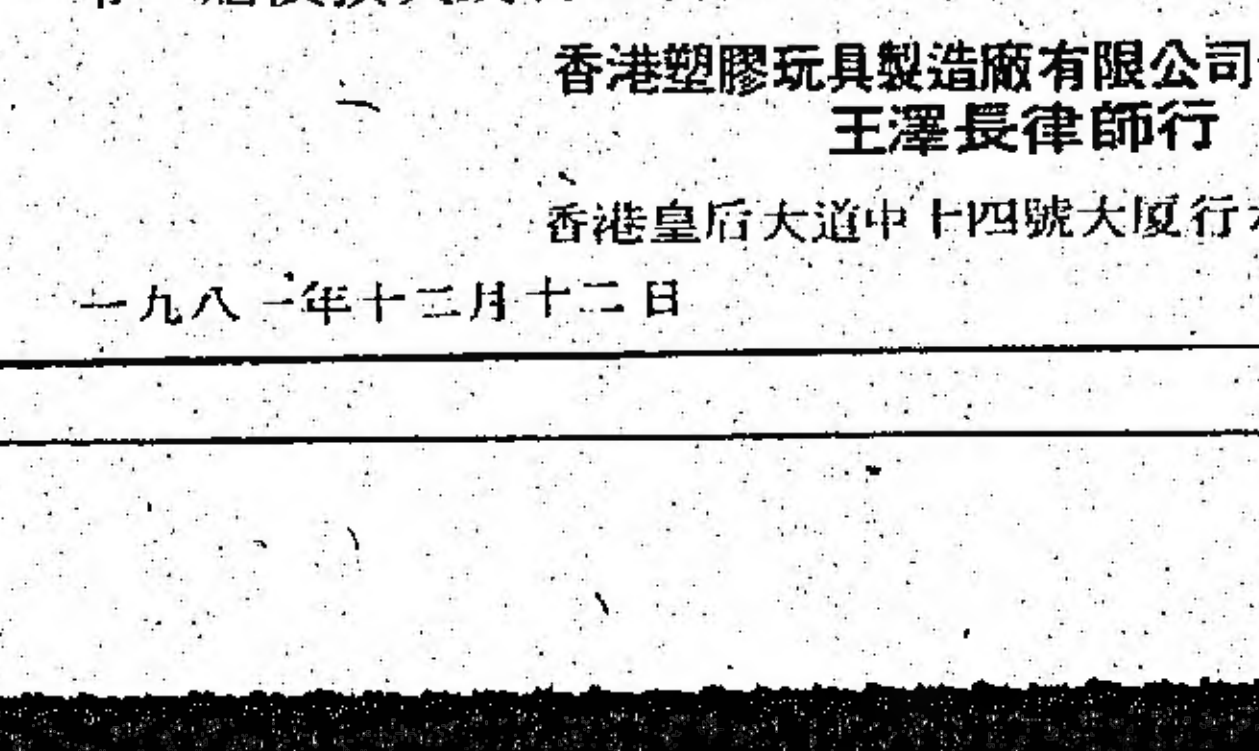 香港塑膠玩具製造廠有限公司
王澤長律師行
香港皇后大道中十四號大厦行
一九八一年十二月十二日